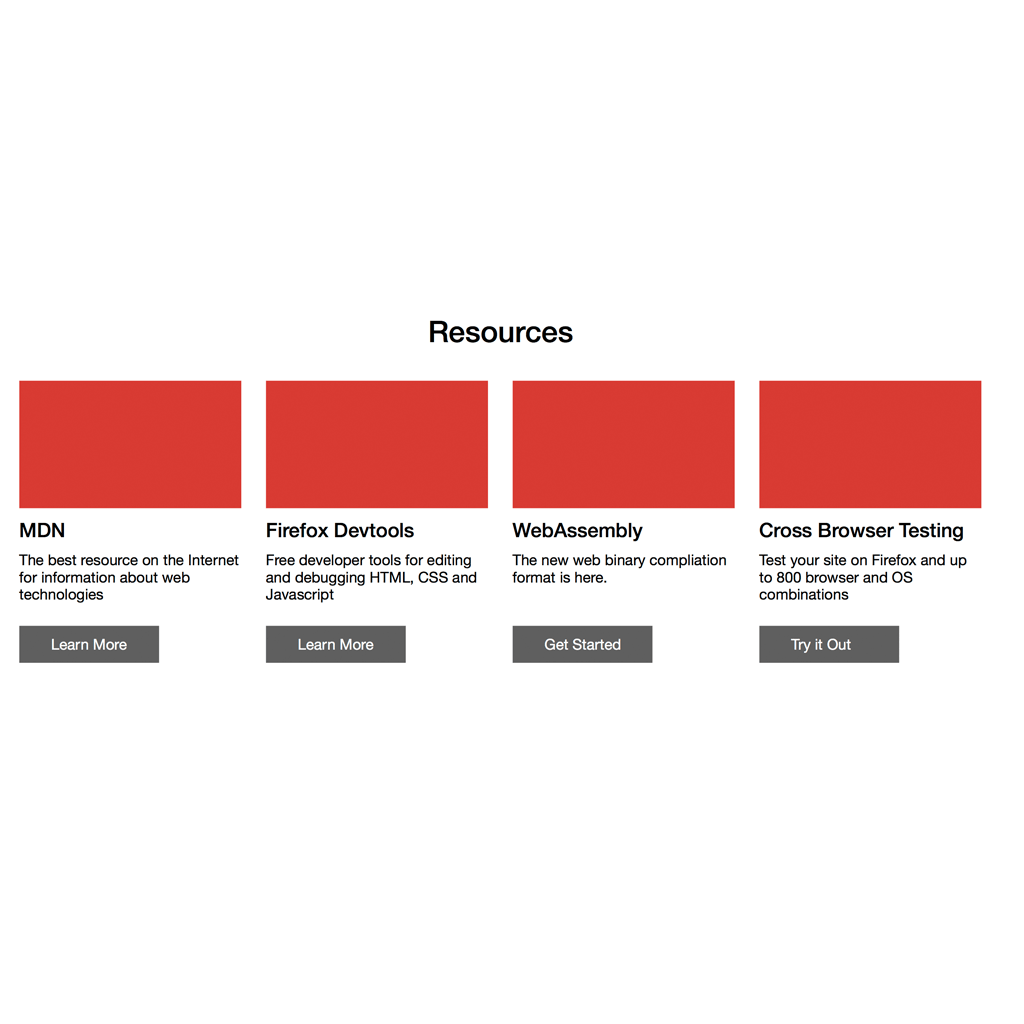 Resources
MDN
The best resource on the Internet
for information about web
technologies
Learn More
Firefox Devtools
Free developer tools for editing
and debugging HTML, CSS and
Javascript
Learn More
WebAssembly
The new web binary compliation
format is here.
Get Started
Cross Browser Testing
Test your site on Firefox and up
to 800 browser and OS
combinations
Try it Out